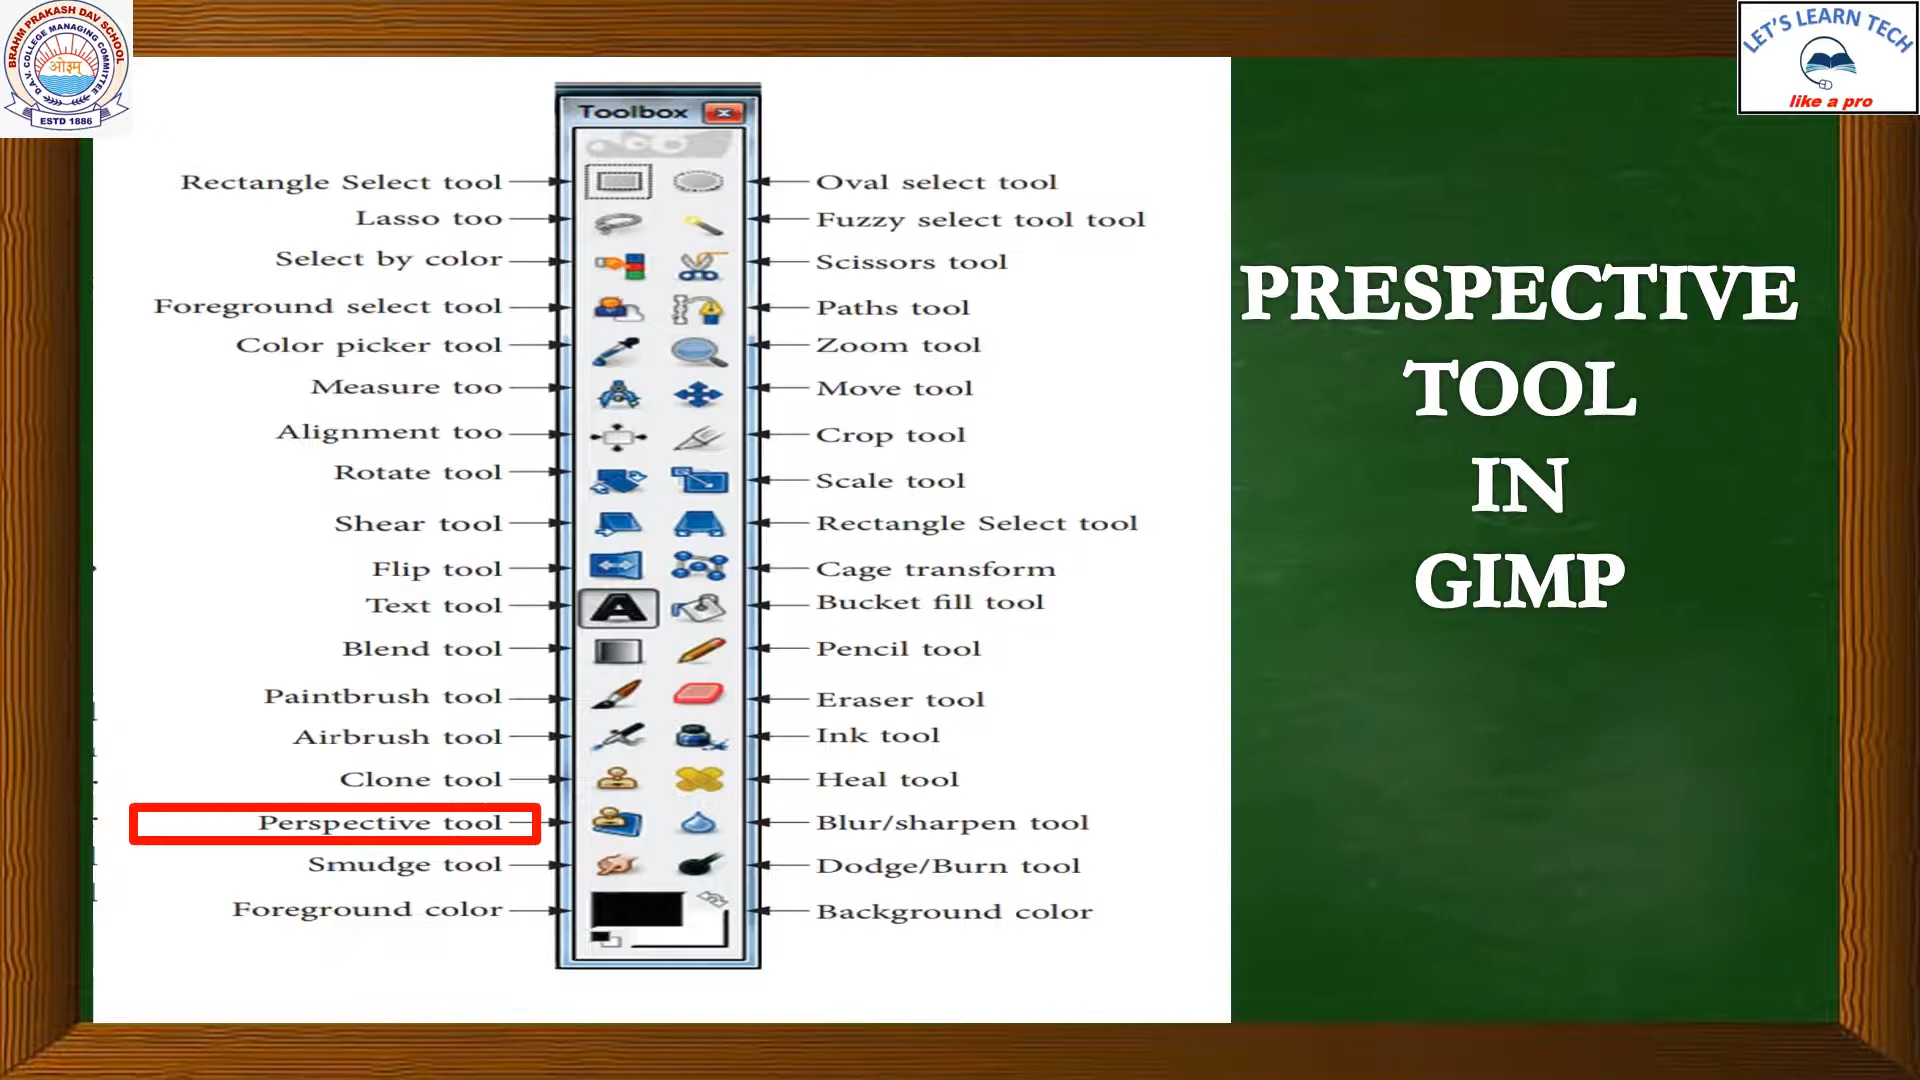 BRAHM PRAKASH DAV SCHOOL
D.A.V. COLLEGE MANAGING COMMITTEE
ओ३म्
ESTD 1886
LET'S LEARN TECH
like a pro
Toolbox
Rectangle Select tool
Oval select tool
Lasso too
Fuzzy select tool tool
Select by color
Scissors tool
Foreground select tool
Paths tool
Color picker tool
Zoom tool
Measure too
Move tool
Alignment too
Crop tool
Rotate tool
Scale tool
Shear tool
Rectangle Select tool
Flip tool
Cage transform
Text tool
Bucket fill tool
Blend tool
Pencil tool
Paintbrush tool
Eraser tool
Airbrush tool
Ink tool
Clone tool
Heal tool
Perspective tool
Blur/sharpen tool
Smudge tool
Dodge/Burn tool
Foreground color
Background color
A
PRESPECTIVE
TOOL
IN
GIMP